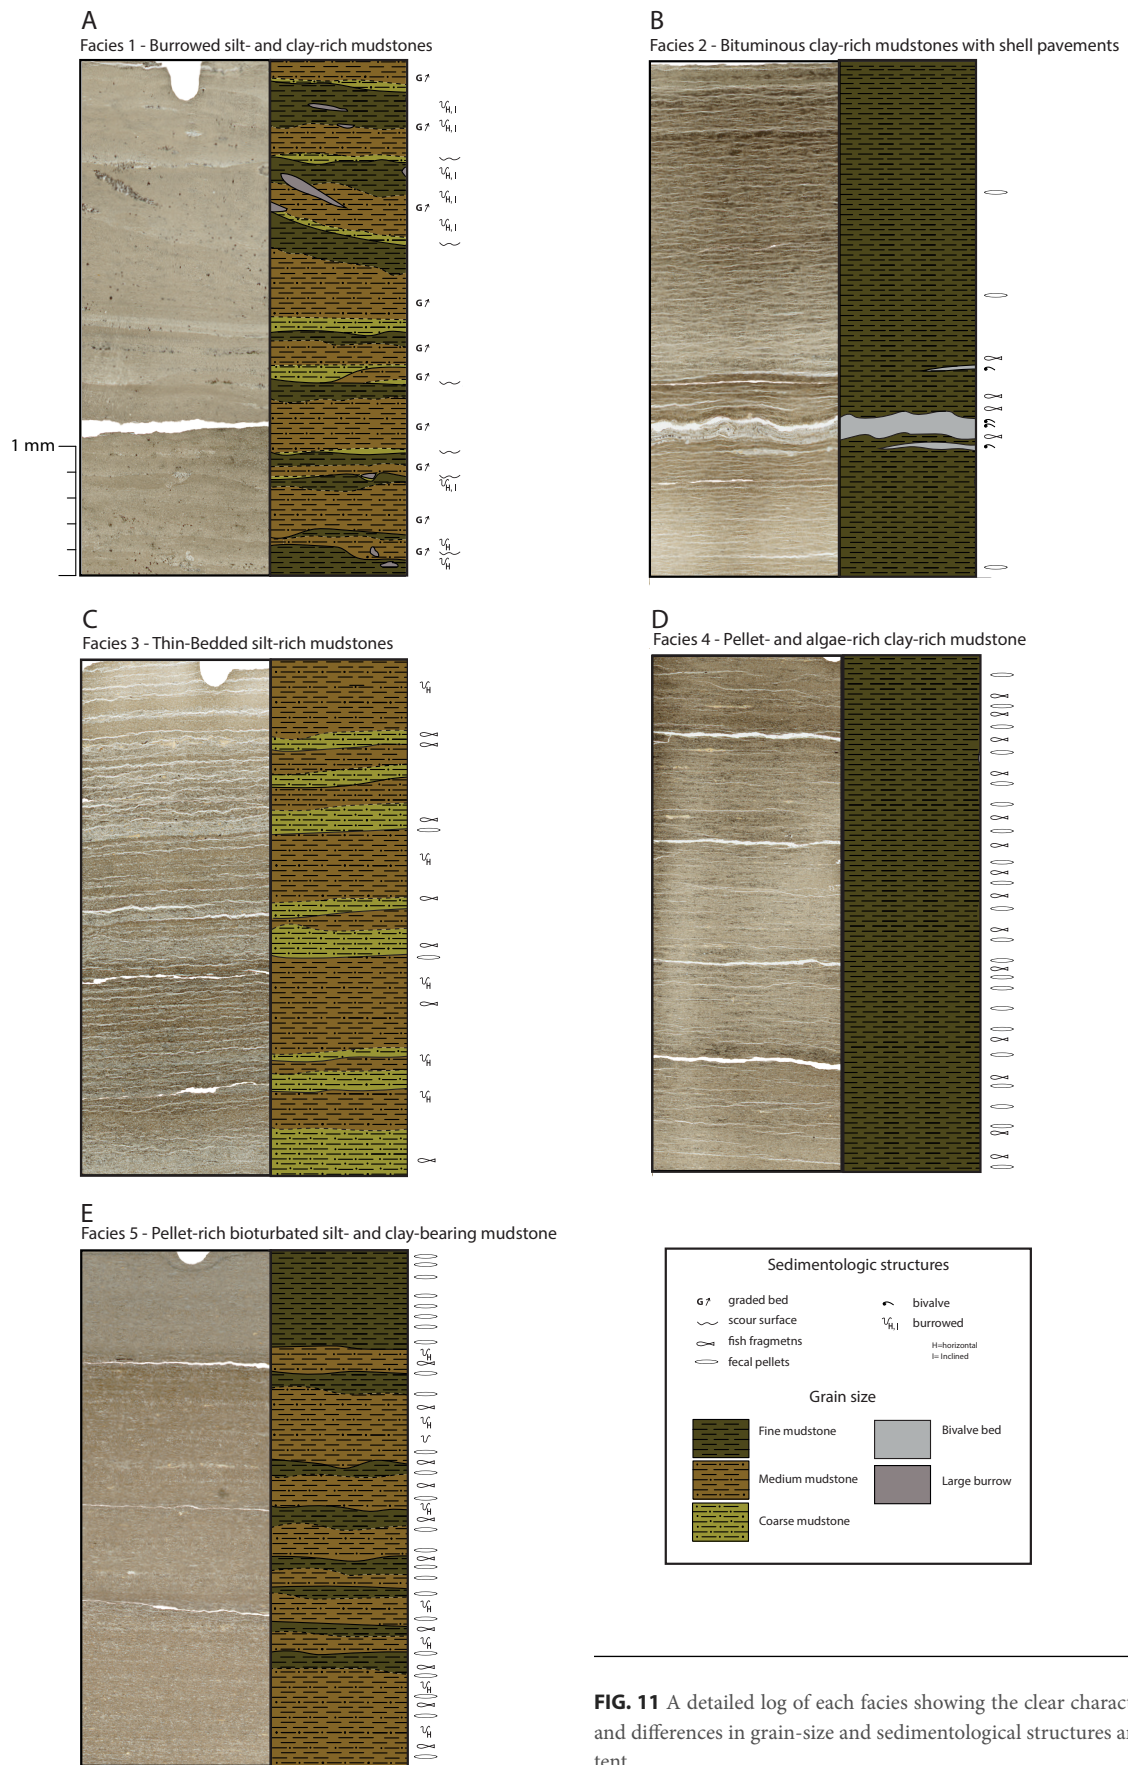 A
Facies 1 - Burrowed silt- and clay-rich mudstones
G
H, I
G
H, I
H, I
H, I
G
H, I
G
G
G
G
1 mm
G
H, I
G
H
G
H
B
Facies 2 - Bituminous clay-rich mudstones with shell pavements
C
Facies 3 - Thin-Bedded silt-rich mudstones
H
H
H
H
H
D
Facies 4 - Pellet- and algae-rich clay-rich mudstone
E
Facies 5 - Pellet-rich bioturbated silt- and clay-bearing mudstone
H
H
H
H
H
H
H
Sedimentologic structures
G graded bed
scour surface
fish fragmetns
fecal pellets
bivalve
H, I burrowed
H=horizontal
I= Inclined
Grain size
Fine mudstone
Medium mudstone
Coarse mudstone
Bivalve bed
Large burrow
FIG. 11 A detailed log of each facies showing the clear charact
and differences in grain-size and sedimentological structures a
tent